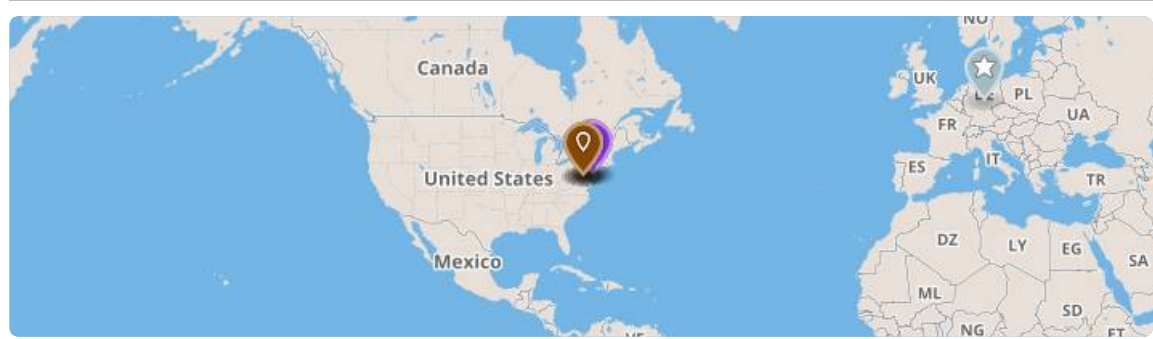 NO
Canada
UK
PL
UA
FR
IT
ES
TR
United States
DZ
LY
EG
SA
Mexico
ML
SD
NG